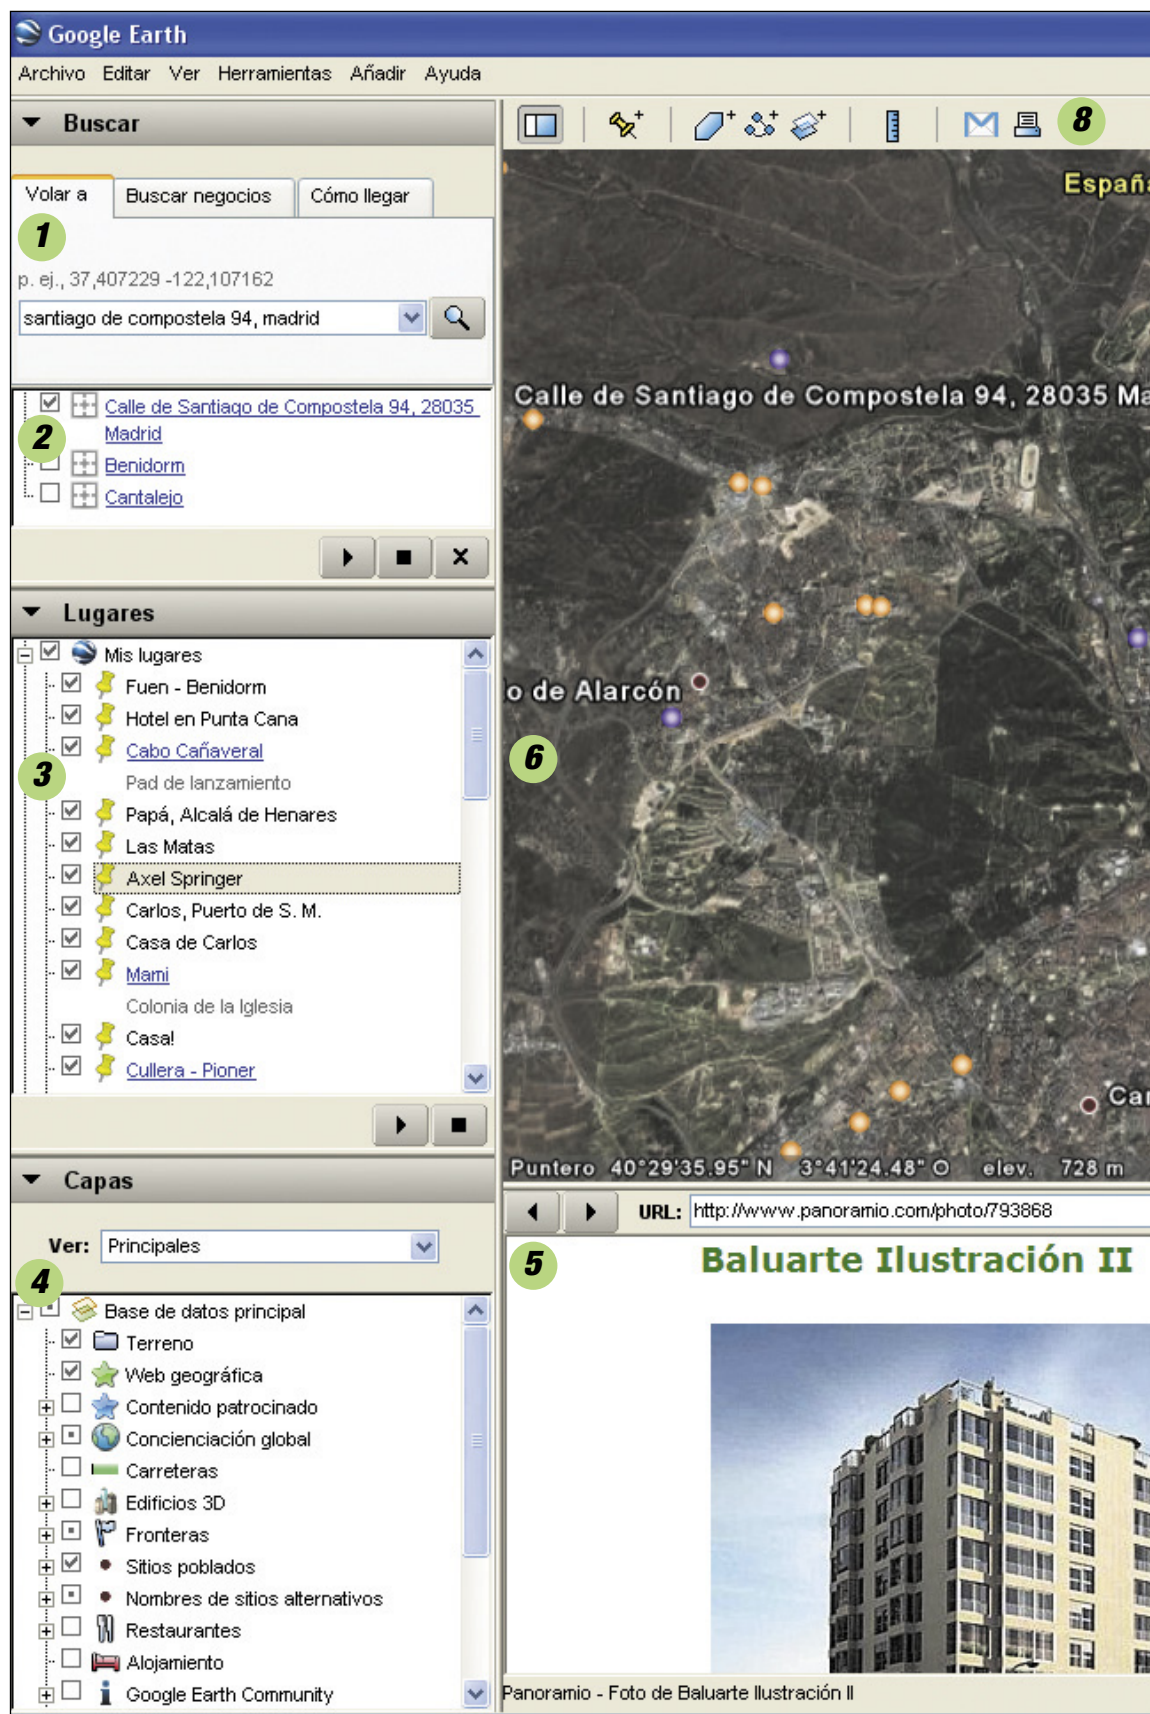 Google Earth
Archivo Editar Ver Herramientas Añadir Ayuda
Buscar
8
Volar a
Buscar negocios
Cómo llegar
1
p. ej., 37,407229 -122,107162
santiago de compostela 94, madrid
2
Calle de Santiago de Compostela 94, 28035
Madrid
Benidorm
Cantalejo
Lugares
Mis lugares
Fuen - Benidorm
Hotel en Punta Cana
Cabo Cañaveral
3
Pad de lanzamiento
Papá, Alcalá de Henares
Las Matas
Axel Springer
Carlos, Puerto de S. M.
Casa de Carlos
Mami
Colonia de la Iglesia
Casa!
Cullera - Pioner
Capas
Ver: Principales
4
Base de datos principal
Terreno
Web geográfica
Contenido patrocinado
Concienciación global
Carreteras
Edificios 3D
Fronteras
Sitios poblados
Nombres de sitios alternativos
Restaurantes
Alojamiento
Google Earth Community
Españ
Calle de Santiago de Compostela 94, 28035 Ma
o de Alarcón
6
Car
Puntero 40°29'35.95" N 3°41'24.48" O elev. 728 m
URL: http://www.panoramio.com/photo/793868
5
Baluarte Ilustración II
Panoramio - Foto de Baluarte Ilustración II